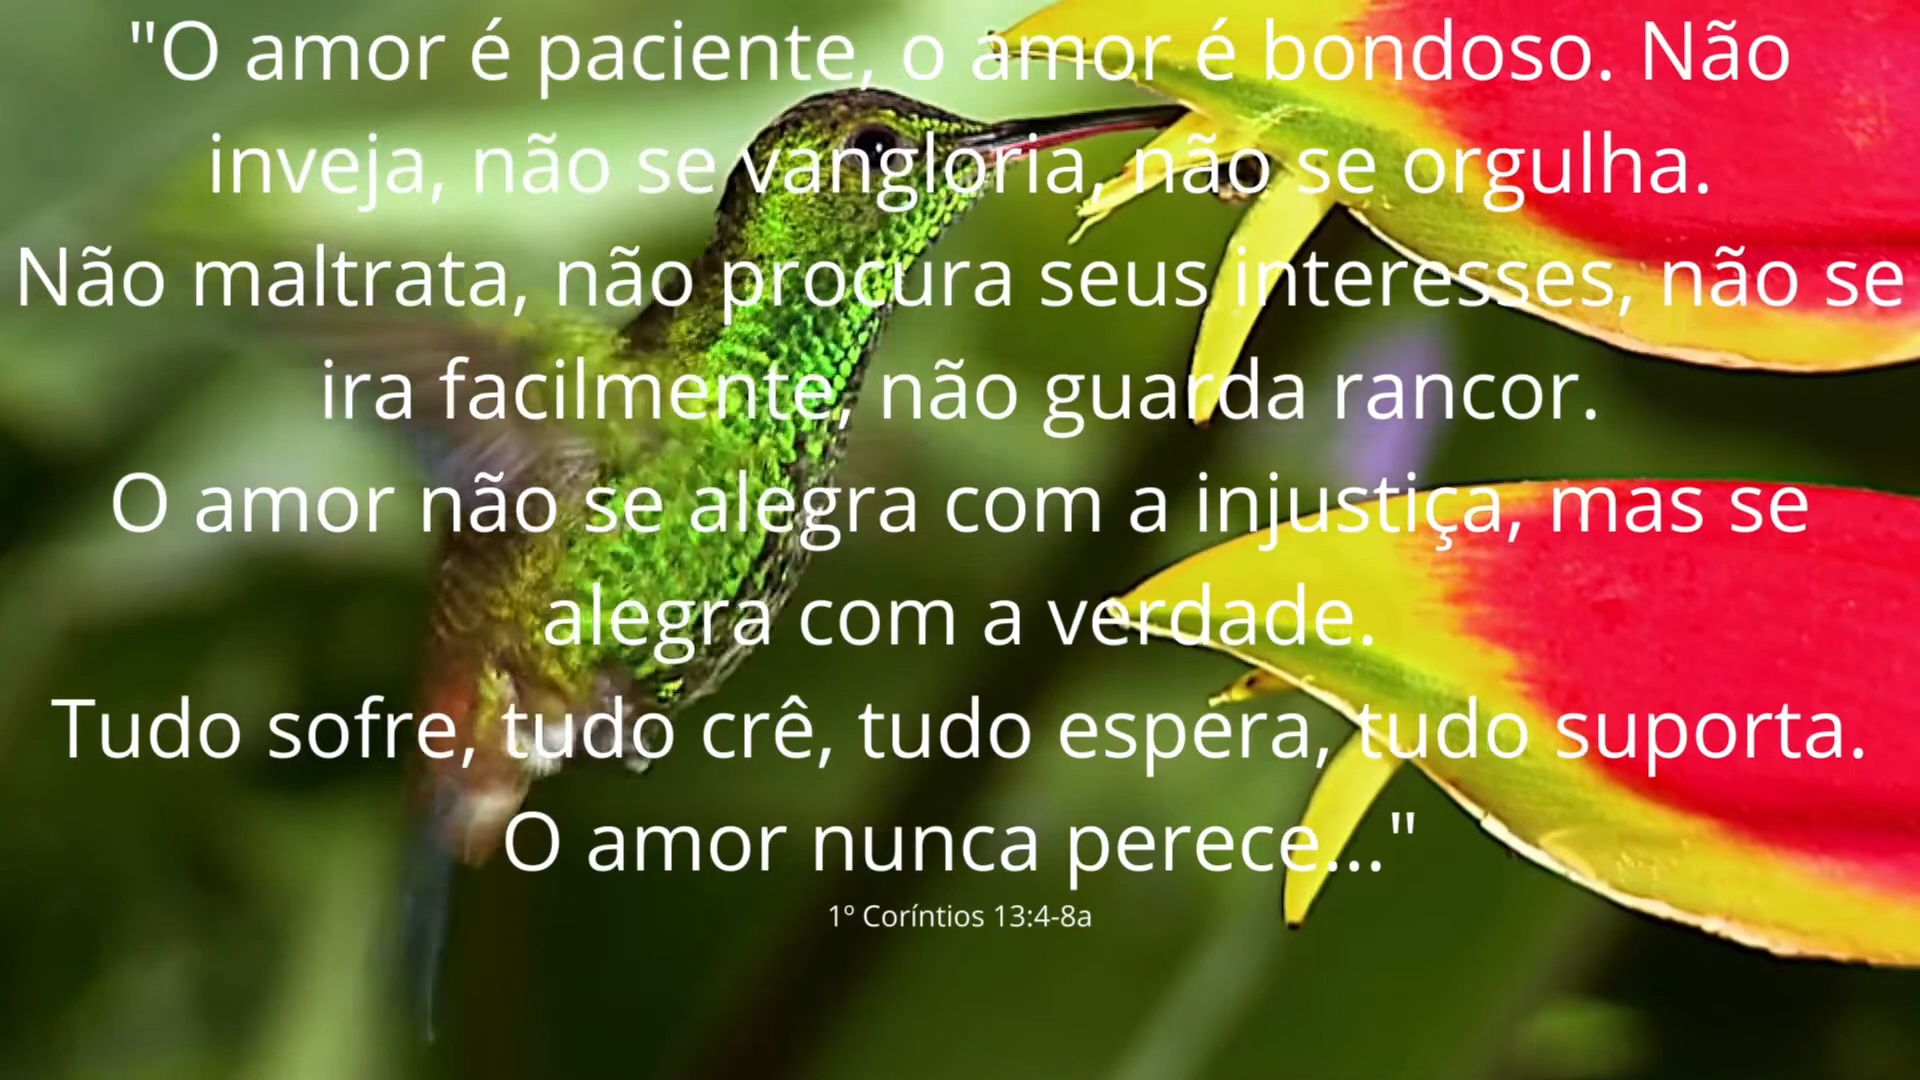 "O amor é paciente, o amor é bondoso. Não
inveja, não se vangloria, não se orgulha.
Não maltrata, não procura seus interesses, não se
ira facilmente, não guarda rancor.
O amor não se alegra com a injustiça, mas se
alegra com a verdade.
Tudo sofre, tudo crê, tudo espera, tudo suporta.
O amor nunca perece..."
1º Coríntios 13:4-8a